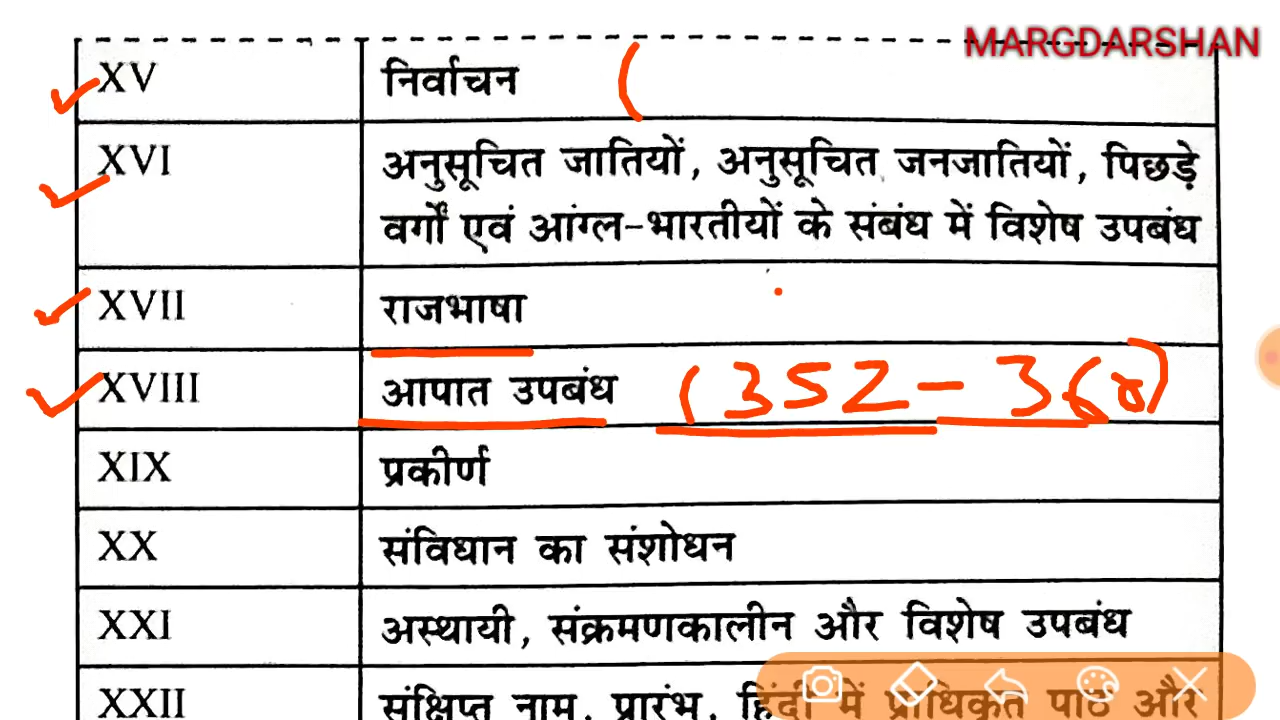 MARGDARSHAN
XV निर्वाचन (
XVI अनुसूचित जातियों, अनुसूचित जनजातियों, पिछड़े
वर्गों एवं आंग्ल-भारतीयों के संबंध में विशेष उपबंध
XVII राजभाषा
XVIII आपात उपबंध (352-360)
XIX प्रकीर्ण
XX संविधान का संशोधन
XXI अस्थायी, संक्रमणकालीन और विशेष उपबंध
XXII संक्षिप्त नाम, प्रारंभ, हिंदी में प्राधिकृत पाठ और